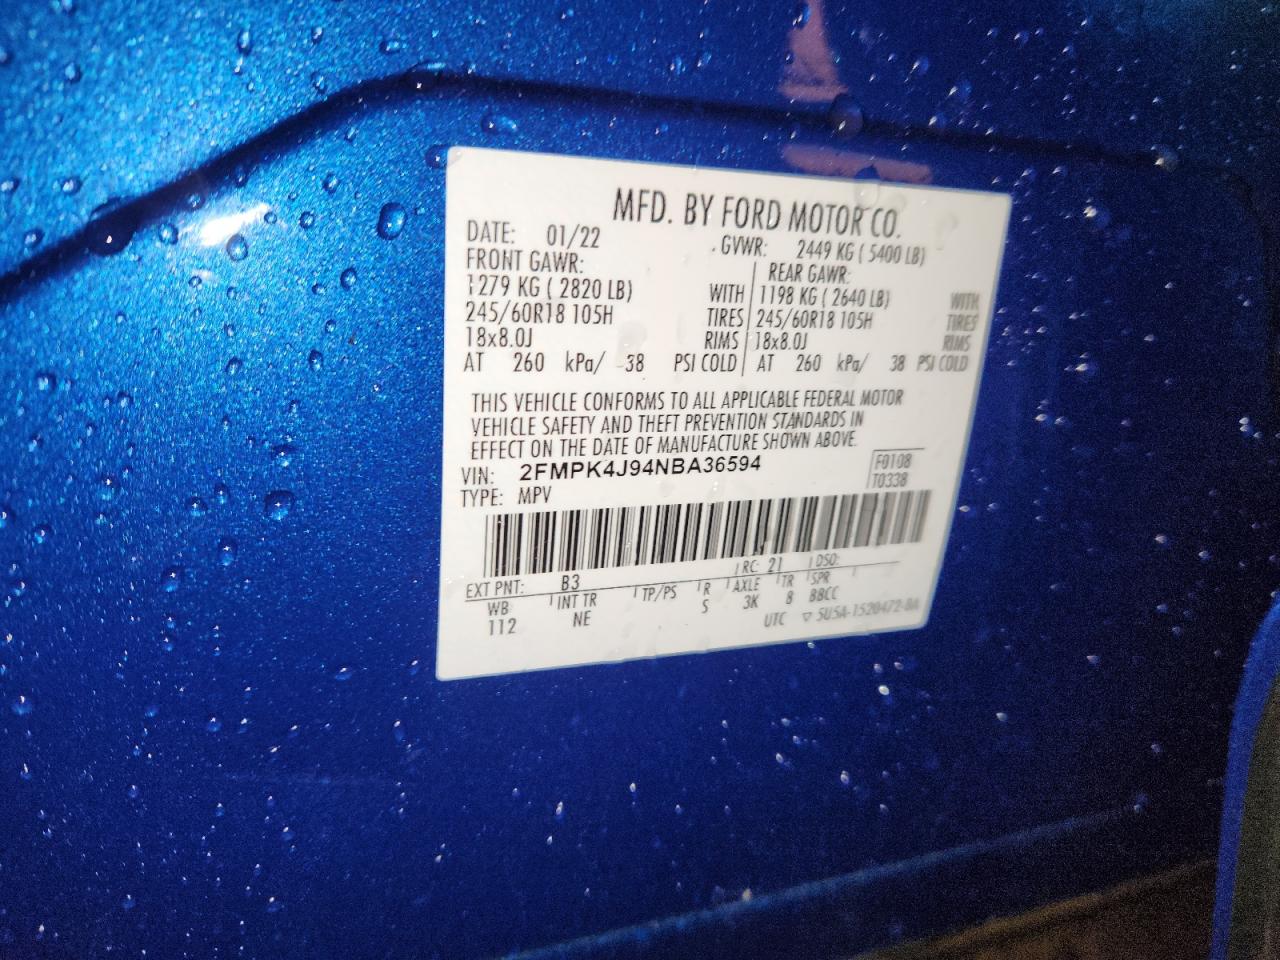 MFD. BY FORD MOTOR CO.
DATE: 01/22 GVWR: 2449 KG ( 5400 LB)
FRONT GAWR: REAR GAWR:
1279 KG ( 2820 LB) WITH 1198 KG ( 2640 LB) WITH
245/60R18 105H TIRES 245/60R18 105H TIRES
18x8.0J RIMS 18x8.0J RIMS
AT 260 kPa/ 38 PSI COLD AT 260 kPa/ 38 PSI COLD
THIS VEHICLE CONFORMS TO ALL APPLICABLE FEDERAL MOTOR
VEHICLE SAFETY AND THEFT PREVENTION STANDARDS IN
EFFECT ON THE DATE OF MANUFACTURE SHOWN ABOVE.
VIN: 2FMPK4J94NBA36594 F0108
TYPE: MPV T0338
EXT PNT: B3 RC: 21 DSO:
WB INT TR TP/PS R AXLE TR SPR
112 NE S 3K 8 BBCC
UTC ▽ 5U5A-1520472-BA